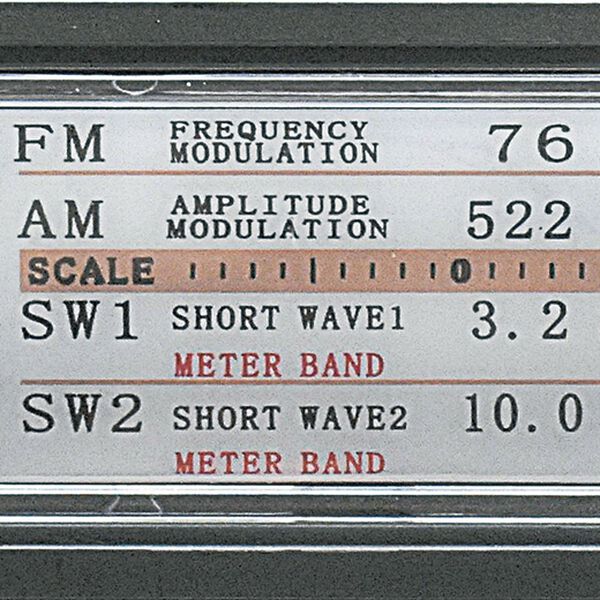 FM FREQUENCY MODULATION 76
AM AMPLITUDE MODULATION 522
SCALE 0
SW1 SHORT WAVE1 3.2
METER BAND
SW2 SHORT WAVE2 10.0
METER BAND